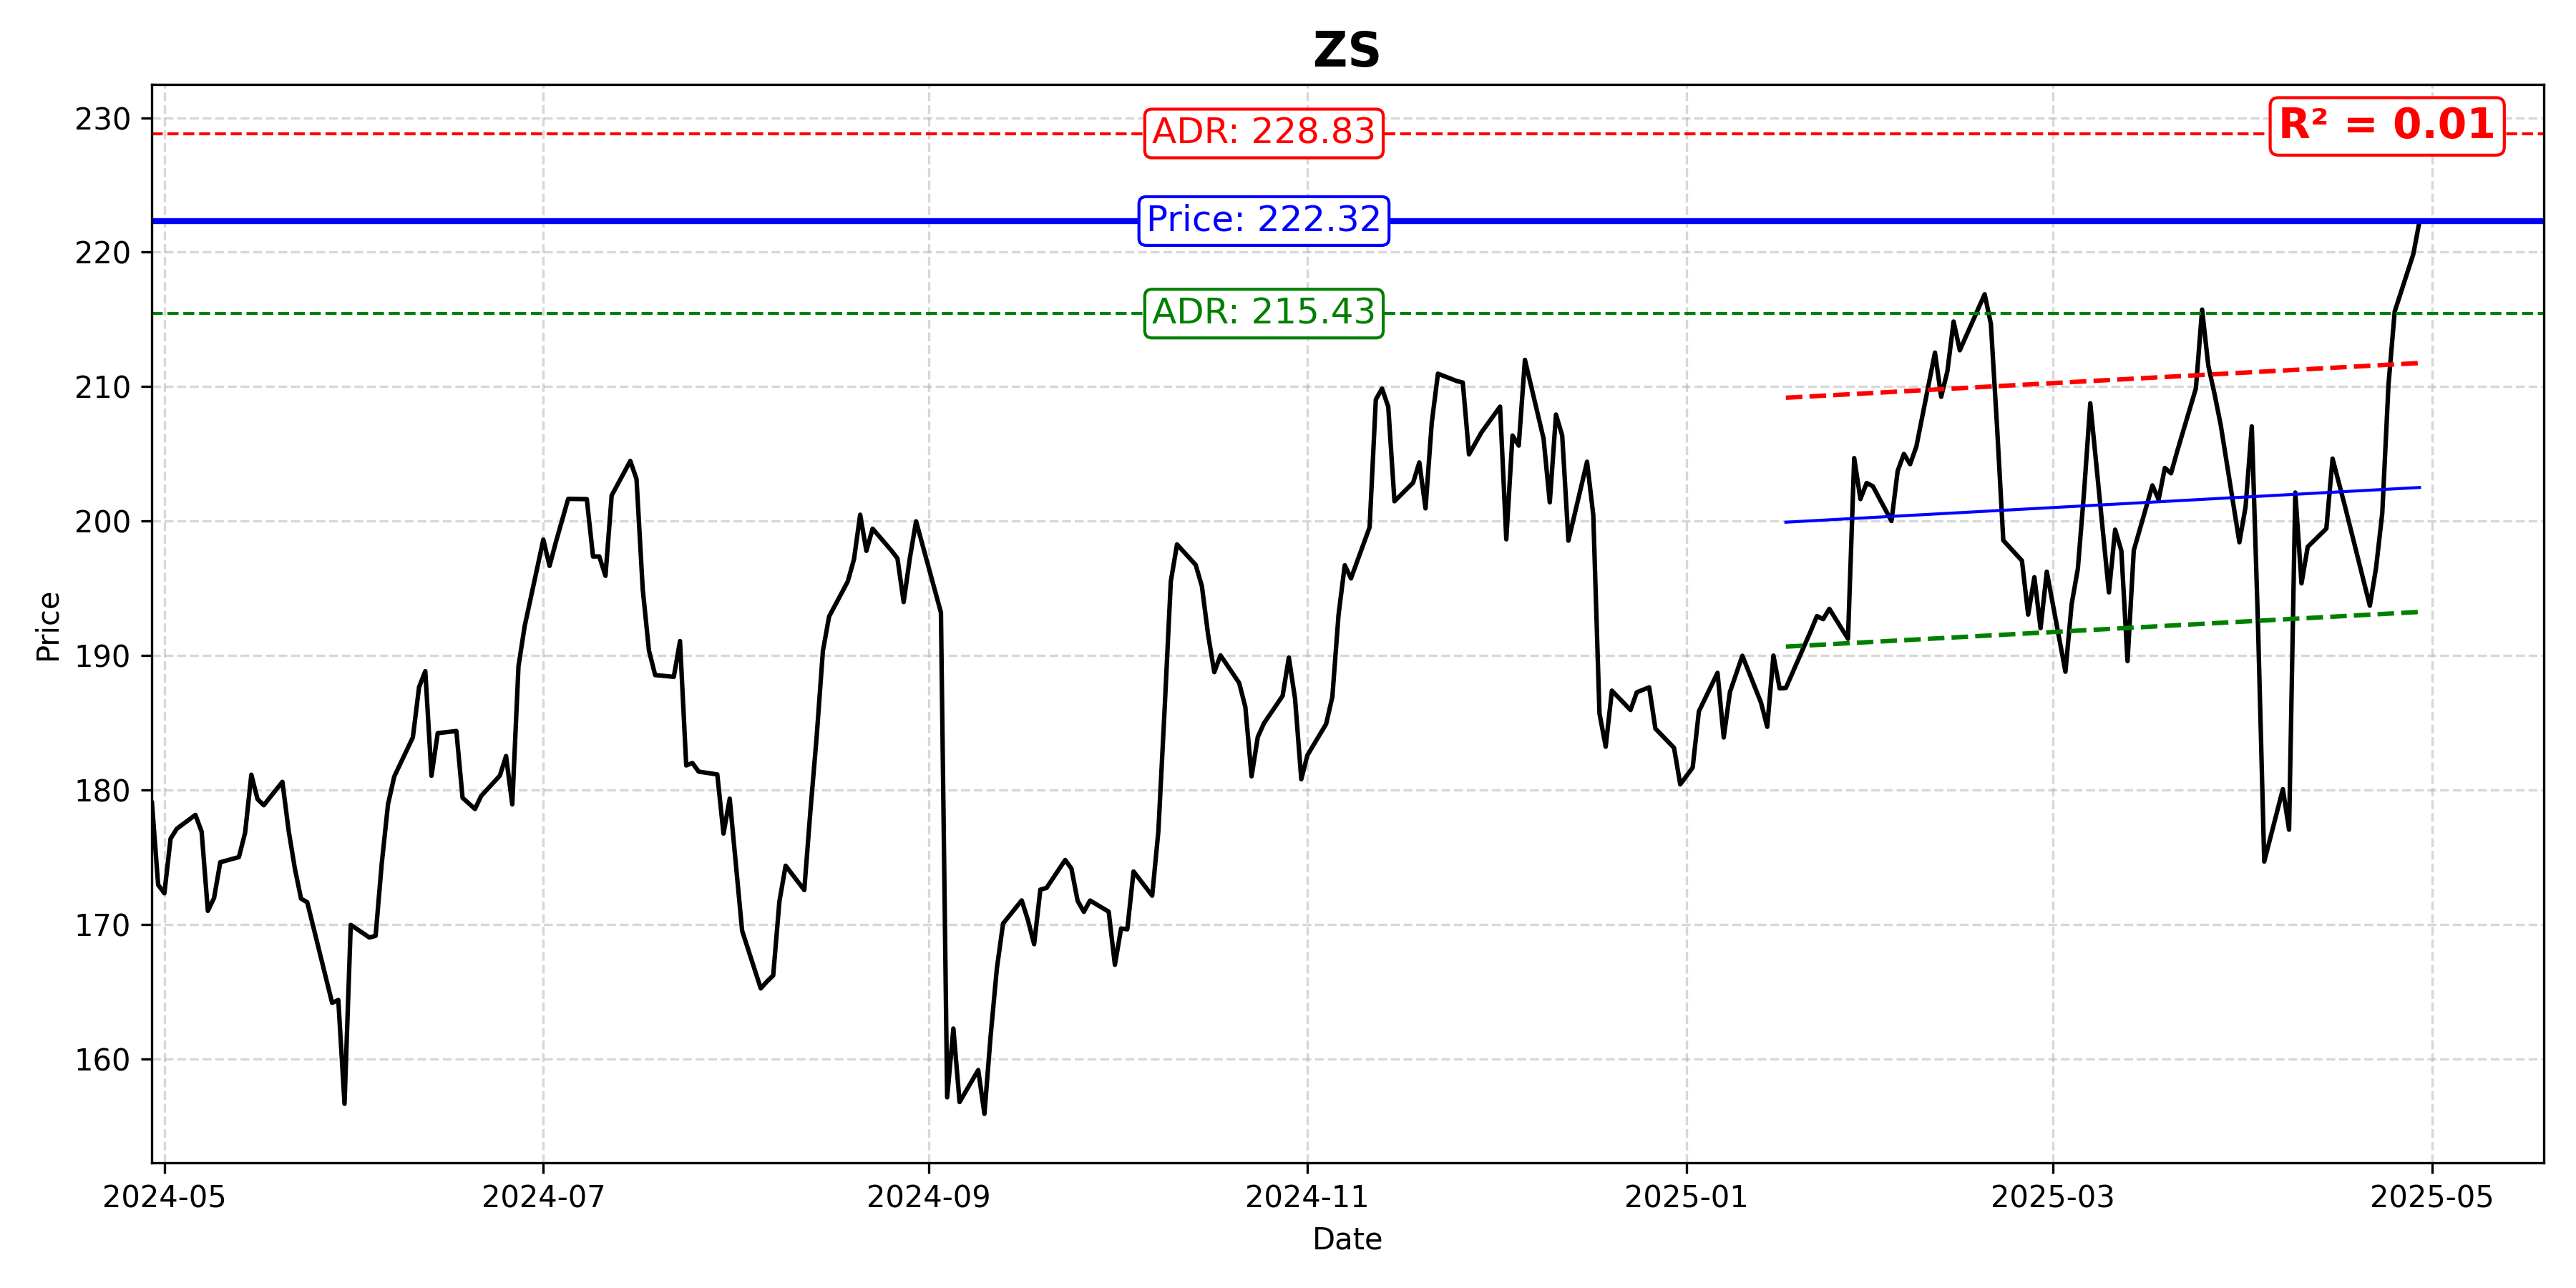 ZS
230
220
210
200
190
180
170
160
Price
ADR: 228.83
R² = 0.01
Price: 222.32
ADR: 215.43
2024-05
2024-07
2024-09
2024-11
2025-01
2025-03
2025-05
Date